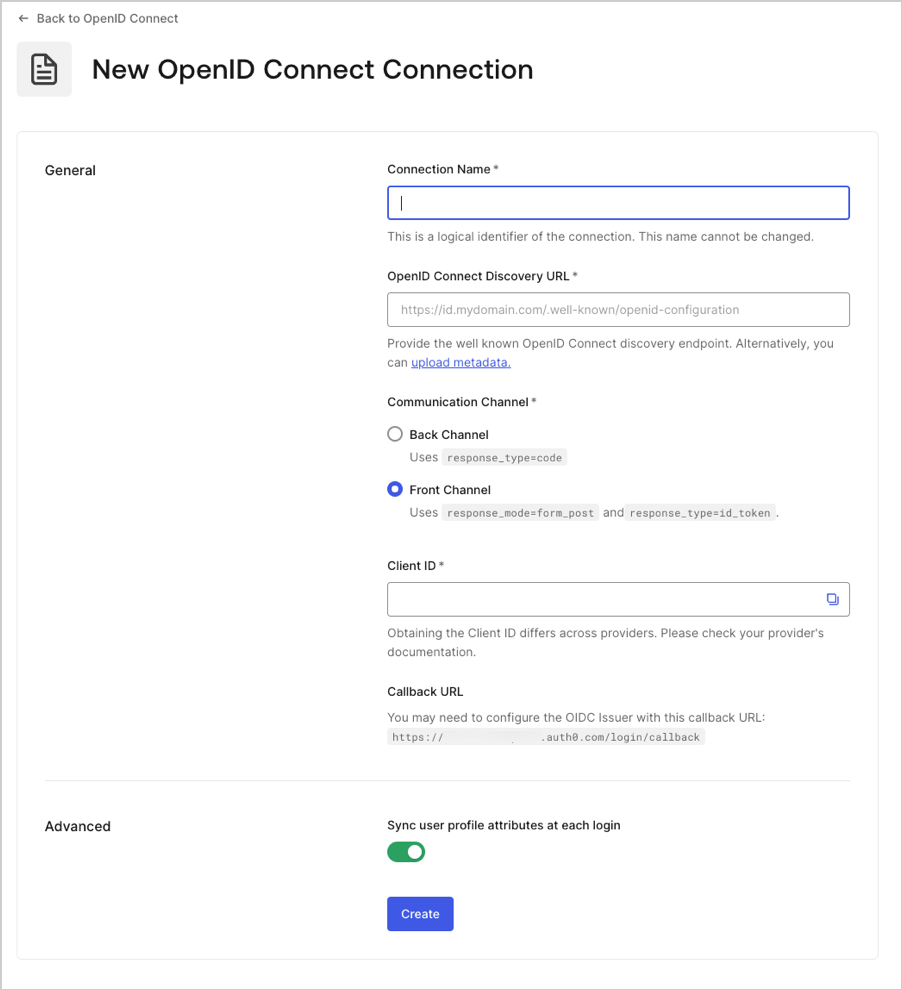 ← Back to OpenID Connect
New OpenID Connect Connection
General
Connection Name *
This is a logical identifier of the connection. This name cannot be changed.
OpenID Connect Discovery URL *
https://id.mydomain.com/.well-known/openid-configuration
Provide the well known OpenID Connect discovery endpoint. Alternatively, you
can upload metadata.
Communication Channel *
Back Channel
Uses response_type=code
Front Channel
Uses response_mode=form_post and response_type=id_token .
Client ID *
Obtaining the Client ID differs across providers. Please check your provider's
documentation.
Callback URL
You may need to configure the OIDC Issuer with this callback URL:
https:// .auth0.com/login/callback
Advanced
Sync user profile attributes at each login
Create